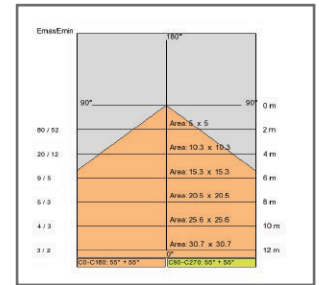 Emax/Emin
180°
90° 90° 0 m
Area: 5 x 5
80 / 52 2 m
Area: 10.3 x 10.3
20 / 12 4 m
Area: 15.3 x 15.3
9 / 5 6 m
Area: 20.5 x 20.5
5 / 3 8 m
Area: 25.6 x 25.6
4 / 3 10 m
Area: 30.7 x 30.7
3 / 2 12 m
0°
C0-C180: 55° + 55° C90-C270: 55° + 55°